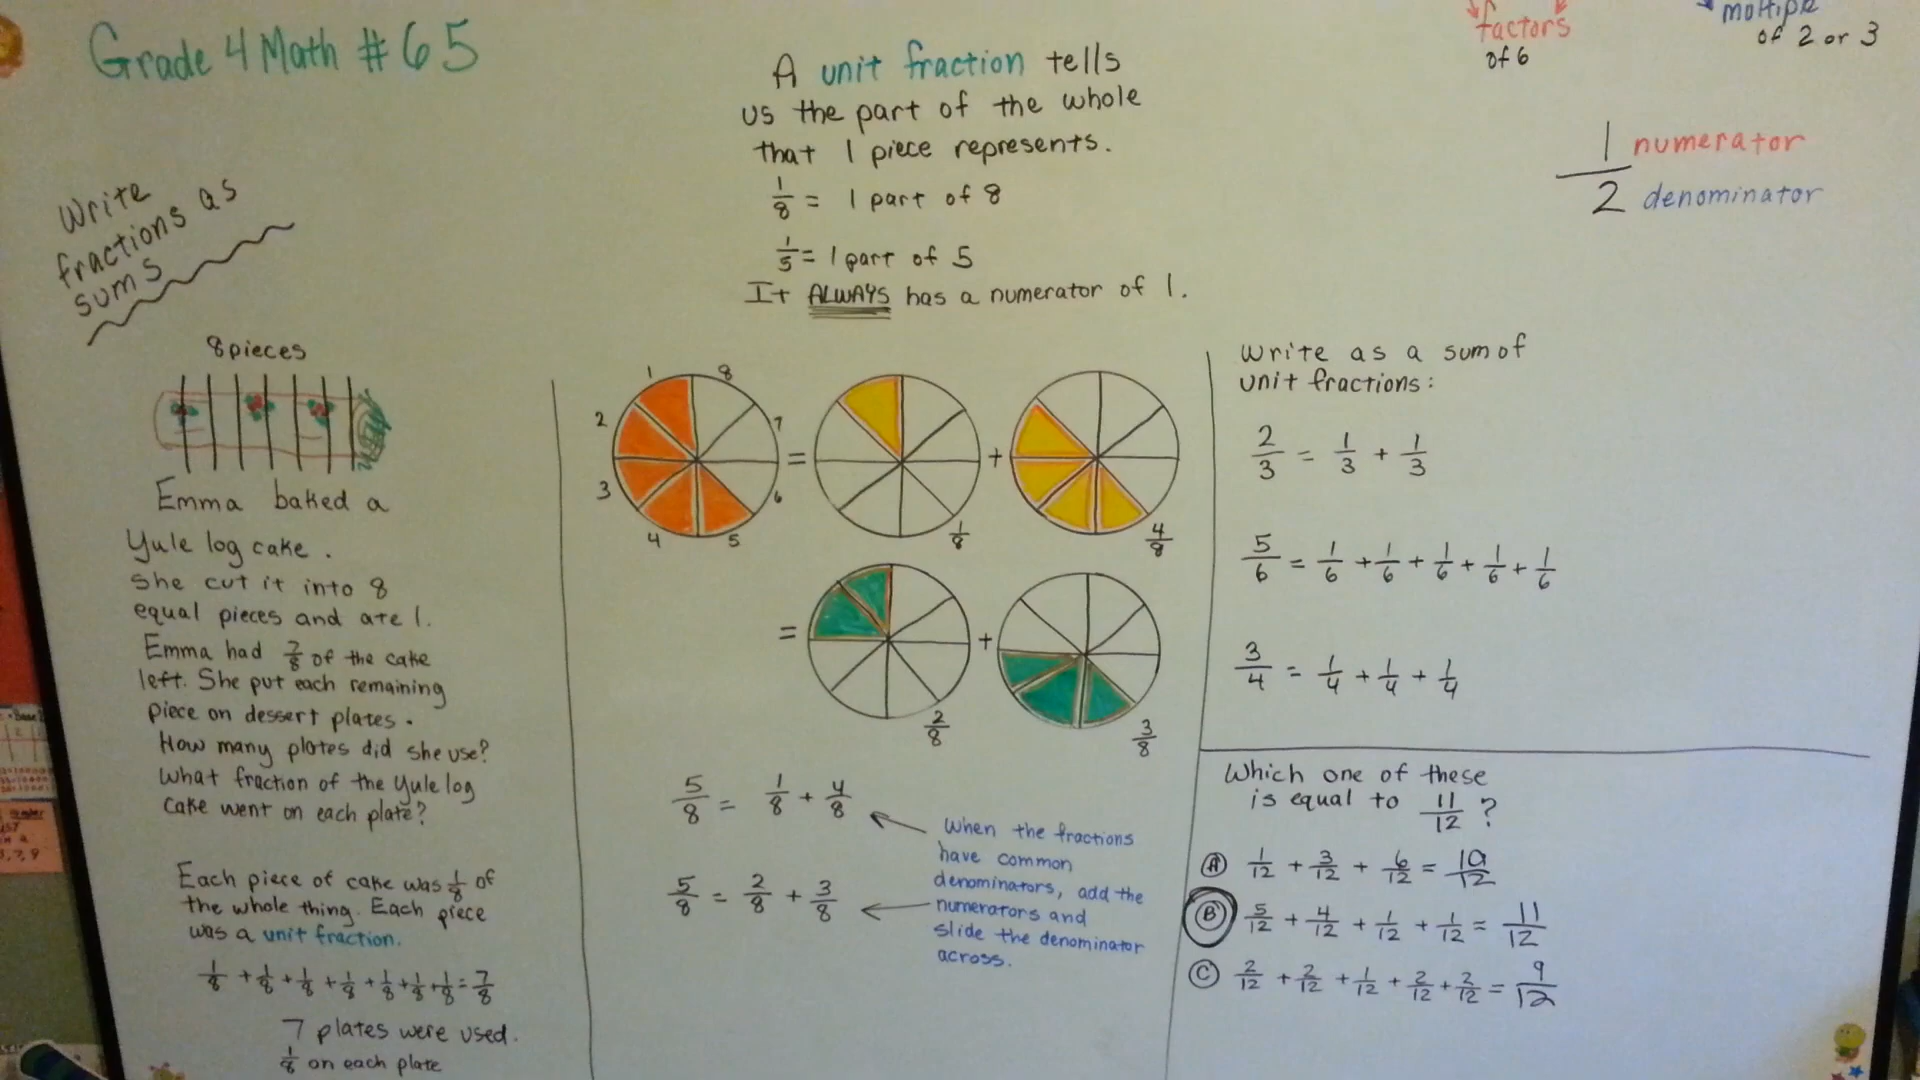 Grade 4 Math #65
Write
fractions as
sums
A unit fraction tells
us the part of the whole
that 1 piece represents.
1/8 = 1 part of 8
1/5 = 1 part of 5
It ALWAYS has a numerator of 1.
factors
of 6
multiple
of 2 or 3
1 numerator
2 denominator
8 pieces
Emma baked a
Yule log cake.
She cut it into 8
equal pieces and ate 1.
Emma had 7/8 of the cake
left. She put each remaining
piece on dessert plates.
How many plates did she use?
What fraction of the Yule log
cake went on each plate?
Each piece of cake was 1/8 of
the whole thing. Each piece
was a unit fraction.
1/8 + 1/8 + 1/8 + 1/8 + 1/8 + 1/8 + 1/8 = 7/8
7 plates were used.
1/8 on each plate
1 8
2 7
3 6
4 5
= +
1/8 4/8
= +
2/8 3/8
5/8 = 1/8 + 4/8
5/8 = 2/8 + 3/8
When the fractions
have common
denominators, add the
numerators and
slide the denominator
across.
Write as a sum of
unit fractions:
2/3 = 1/3 + 1/3
5/6 = 1/6 + 1/6 + 1/6 + 1/6 + 1/6
3/4 = 1/4 + 1/4 + 1/4
Which one of these
is equal to 11/12 ?
A 1/12 + 3/12 + 6/12 = 10/12
B 5/12 + 4/12 + 1/12 + 1/12 = 11/12
C 2/12 + 2/12 + 1/12 + 2/12 + 2/12 = 9/12